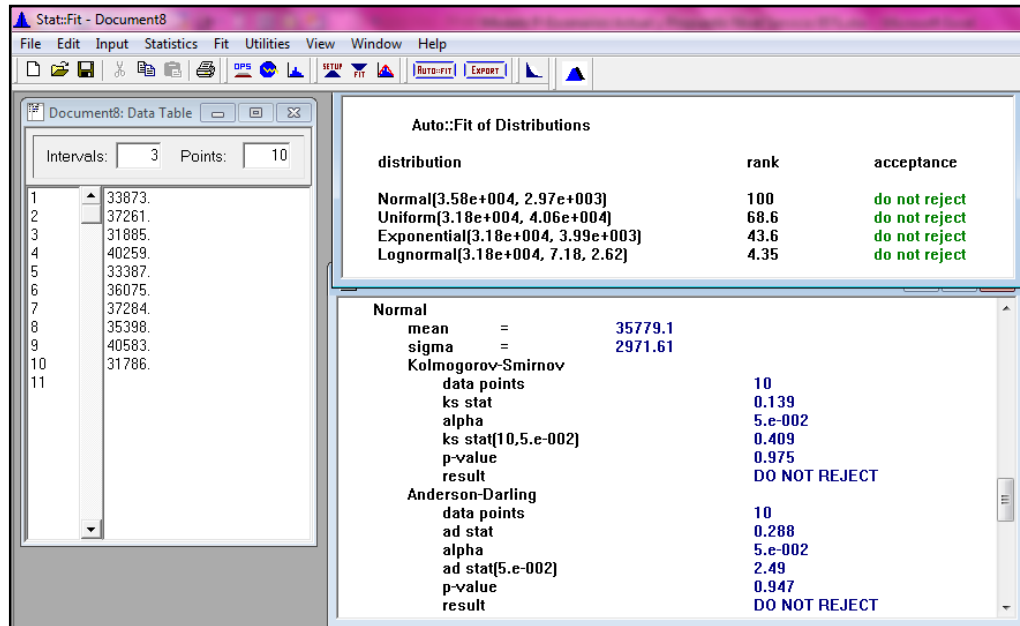 Stat::Fit - Document8
File Edit Input Statistics Fit Utilities View Window Help
OPS SETUP FIT AUTO::FIT EXPORT
Document8: Data Table
Intervals: 3 Points: 10
1 33873.
2 37261.
3 31885.
4 40259.
5 33387.
6 36075.
7 37284.
8 35398.
9 40583.
10 31786.
11
Auto::Fit of Distributions
distribution rank acceptance
Normal(3.58e+004, 2.97e+003) 100 do not reject
Uniform(3.18e+004, 4.06e+004) 68.6 do not reject
Exponential(3.18e+004, 3.99e+003) 43.6 do not reject
Lognormal(3.18e+004, 7.18, 2.62) 4.35 do not reject
Normal
mean = 35779.1
sigma = 2971.61
Kolmogorov-Smirnov
data points 10
ks stat 0.139
alpha 5.e-002
ks stat(10,5.e-002) 0.409
p-value 0.975
result DO NOT REJECT
Anderson-Darling
data points 10
ad stat 0.288
alpha 5.e-002
ad stat(5.e-002) 2.49
p-value 0.947
result DO NOT REJECT